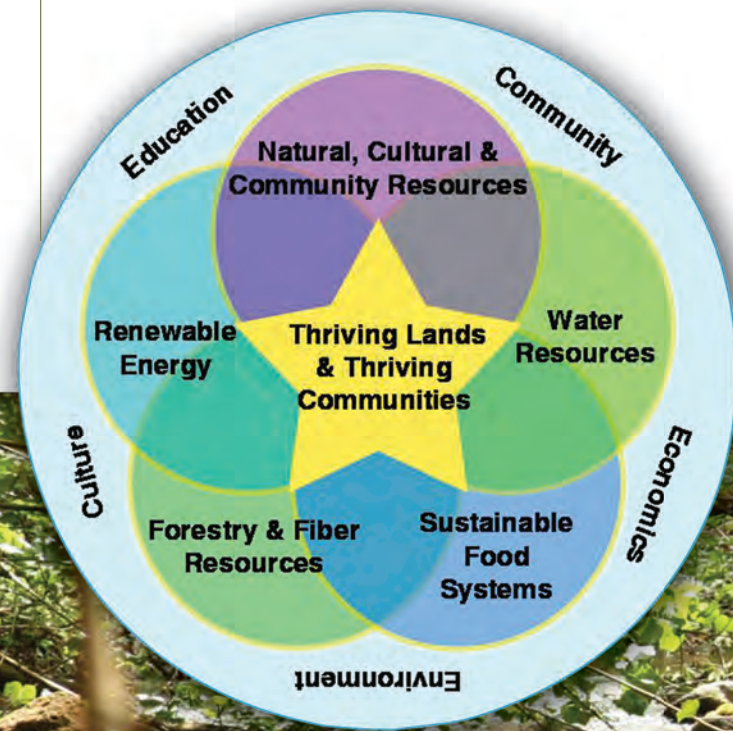 Education
Community
Natural, Cultural &
Community Resources
Renewable
Energy
Thriving Lands
& Thriving
Communities
Water
Resources
Culture
Economics
Forestry & Fiber
Resources
Sustainable
Food
Systems
Environment